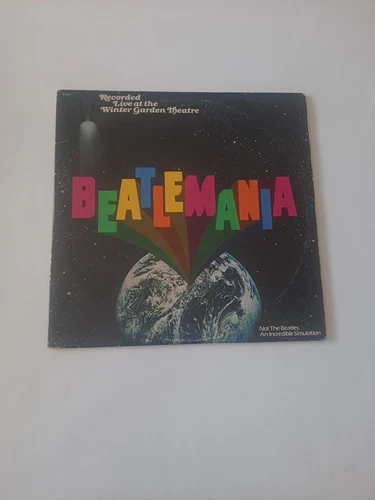 Recorded
Live at the
Winter Garden Theatre
BEATLEMANIA
Not The Beatles
An Incredible Simulation